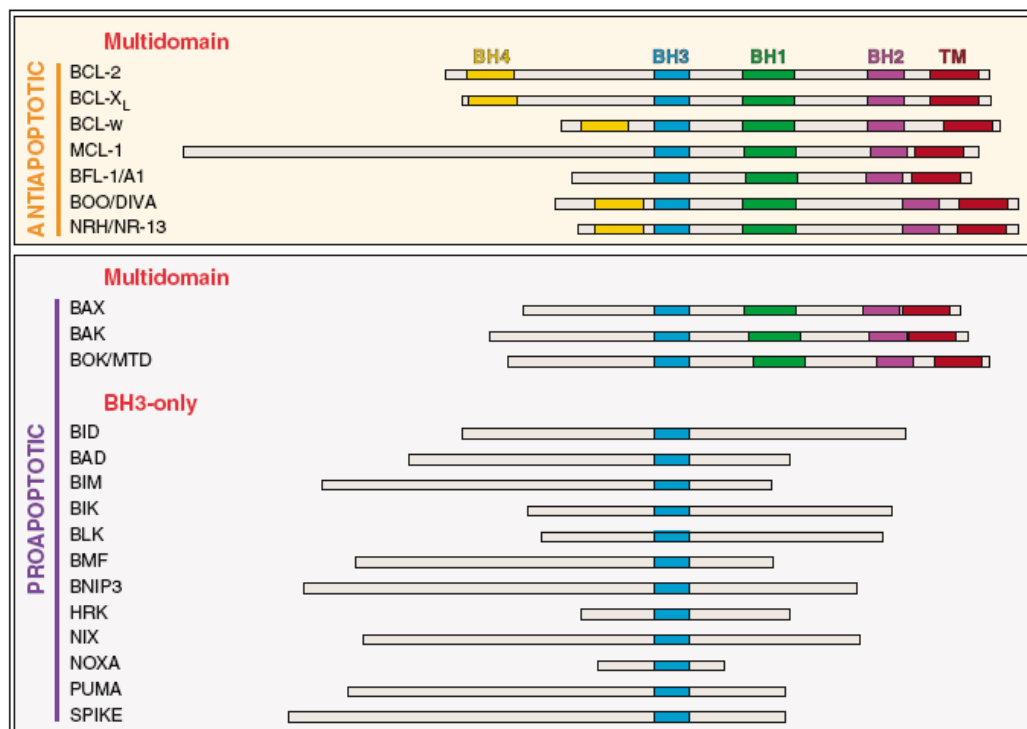 Multidomain
BH4 BH3 BH1 BH2 TM
ANTIAPOPTOTIC
BCL-2
BCL-XL
BCL-w
MCL-1
BFL-1/A1
BOO/DIVA
NRH/NR-13
Multidomain
PROAPOPTOTIC
BAX
BAK
BOK/MTD
BH3-only
BID
BAD
BIM
BIK
BLK
BMF
BNIP3
HRK
NIX
NOXA
PUMA
SPIKE